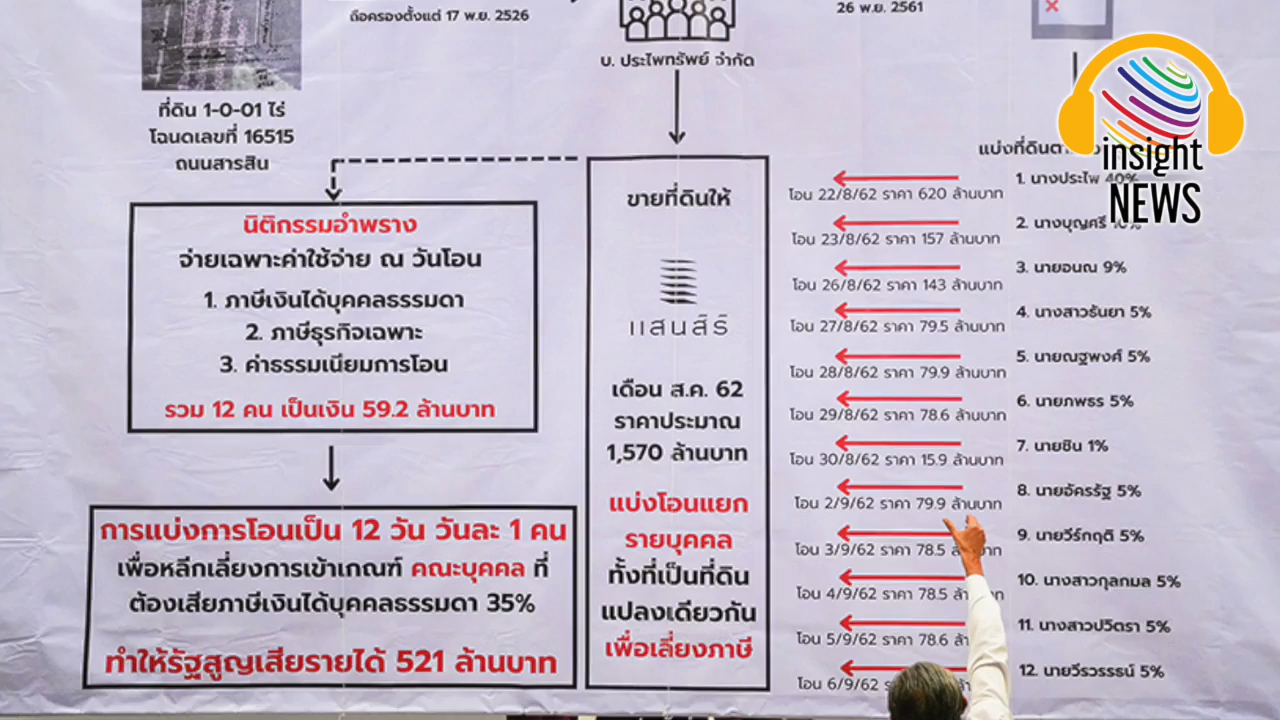 ถือครองตั้งแต่ 17 พ.ย. 2526
26 พ.ย. 2561
บ. ประไพทรัพย์ จำกัด
ที่ดิน 1-0-01 ไร่
โฉนดเลขที่ 16515
ถนนสารสิน
นิติกรรมอำพราง
จ่ายเฉพาะค่าใช้จ่าย ณ วันโอน
1. ภาษีเงินได้บุคคลธรรมดา
2. ภาษีธุรกิจเฉพาะ
3. ค่าธรรมเนียมการโอน
รวม 12 คน เป็นเงิน 59.2 ล้านบาท
การแบ่งการโอนเป็น 12 วัน วันละ 1 คน
เพื่อหลีกเลี่ยงการเข้าเกณฑ์ คณะบุคคล ที่
ต้องเสียภาษีเงินได้บุคคลธรรมดา 35%
ทำให้รัฐสูญเสียรายได้ 521 ล้านบาท
ขายที่ดินให้
แสนสิริ
เดือน ส.ค. 62
ราคาประมาณ
1,570 ล้านบาท
แบ่งโอนแยก
รายบุคคล
ทั้งที่เป็นที่ดิน
แปลงเดียวกัน
เพื่อเลี่ยงภาษี
insight
NEWS
แบ่งที่ดิน
โอน 22/8/62 ราคา 620 ล้านบาท
1. นางประไพ 40%
โอน 23/8/62 ราคา 157 ล้านบาท
2. นางบุญศรี
โอน 26/8/62 ราคา 143 ล้านบาท
3. นายอนณ 9%
โอน 27/8/62 ราคา 79.5 ล้านบาท
4. นางสาวธันยา 5%
โอน 28/8/62 ราคา 79.9 ล้านบาท
5. นายณฐพงศ์ 5%
โอน 29/8/62 ราคา 78.6 ล้านบาท
6. นายภพธร 5%
โอน 30/8/62 ราคา 15.9 ล้านบาท
7. นายชิน 1%
โอน 2/9/62 ราคา 79.9 ล้านบาท
8. นายอัครรัฐ 5%
โอน 3/9/62 ราคา 78.5
9. นายวีร์กฤติ 5%
โอน 4/9/62 ราคา 78.5
10. นางสาวกุลกมล 5%
โอน 5/9/62 ราคา 78.6
11. นางสาวปวิตรา 5%
โอน 6/9/62
12. นายวีรวรรธน์ 5%